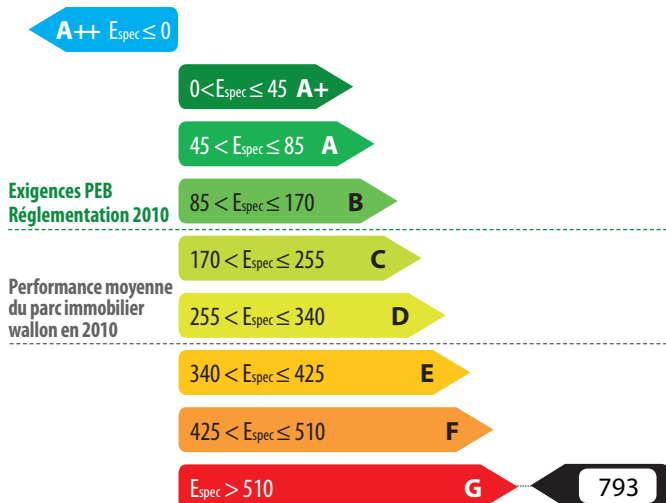 A++ Espec ≤ 0
0 < Espec ≤ 45 A+
45 < Espec ≤ 85 A
Exigences PEB
Réglementation 2010
85 < Espec ≤ 170 B
170 < Espec ≤ 255 C
Performance moyenne
du parc immobilier
wallon en 2010
255 < Espec ≤ 340 D
340 < Espec ≤ 425 E
425 < Espec ≤ 510 F
Espec > 510 G
793